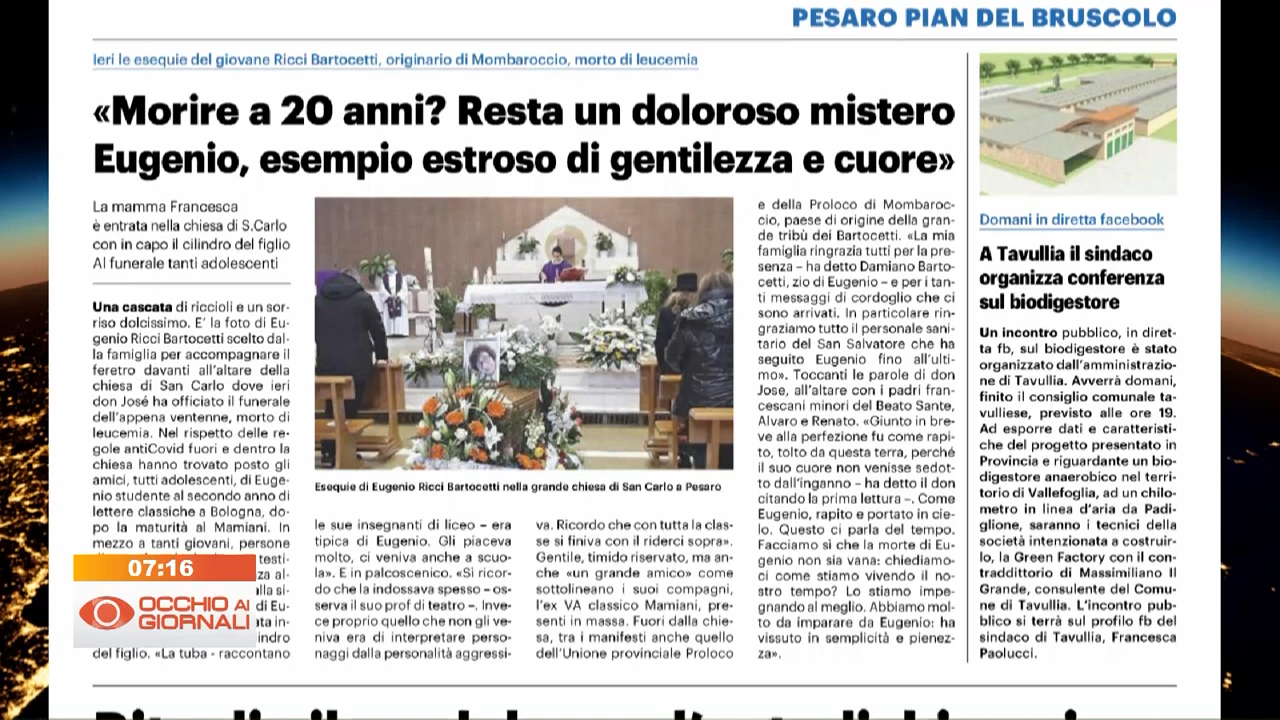 PESARO PIAN DEL BRUSCOLO
Ieri le esequie del giovane Ricci Bartocetti, originario di Mombaroccio, morto di leucemia
«Morire a 20 anni? Resta un doloroso mistero
Eugenio, esempio estroso di gentilezza e cuore»
La mamma Francesca
è entrata nella chiesa di S.Carlo
con in capo il cilindro del figlio
Al funerale tanti adolescenti
Una cascata di riccioli e un sor-
riso dolcissimo. E' la foto di Eu-
genio Ricci Bartocetti scelto dal-
la famiglia per accompagnare il
feretro davanti all'altare della
chiesa di San Carlo dove ieri
don José ha officiato il funerale
dell'appena ventenne, morto di
leucemia. Nel rispetto delle re-
gole antiCovid fuori e dentro la
chiesa hanno trovato posto gli
amici, tutti adolescenti, di Euge-
nio studente al secondo anno di
lettere classiche a Bologna, do-
po la maturità al Mamiani. In
mezzo a tanti giovani, persone
testi-
za al-
lla si-
di Eu-
ata in-
indro
del figlio. «La tuba - raccontano
Esequie di Eugenio Ricci Bartocetti nella grande chiesa di San Carlo a Pesaro
le sue insegnanti di liceo – era
tipica di Eugenio. Gli piaceva
molto, ci veniva anche a scuo-
la». E in palcoscenico. «Sì ricor-
do che la indossava spesso – os-
serva il suo prof di teatro –. Inve-
ce proprio quello che non gli ve-
niva era di interpretare perso-
naggi dalla personalità aggressi-
va. Ricordo che con tutta la clas-
se si finiva con il riderci sopra».
Gentile, timido riservato, ma an-
che «un grande amico» come
sottolineano i suoi compagni,
l'ex VA classico Mamiani, pre-
senti in massa. Fuori dalla chie-
sa, tra i manifesti anche quello
dell'Unione provinciale Proloco
e della Proloco di Mombaroc-
cio, paese di origine della gran-
de tribù dei Bartocetti. «La mia
famiglia ringrazia tutti per la pre-
senza – ha detto Damiano Barto-
cetti, zio di Eugenio – e per i tan-
ti messaggi di cordoglio che ci
sono arrivati. In particolare rin-
graziamo tutto il personale sani-
tario del San Salvatore che ha
seguito Eugenio fino all'ulti-
mo». Toccanti le parole di don
Jose, all'altare con i padri fran-
cescani minori del Beato Sante,
Alvaro e Renato. «Giunto in bre-
ve alla perfezione fu come rapi-
to, tolto da questa terra, perché
il suo cuore non venisse sedot-
to dall'inganno – ha detto il don
citando la prima lettura –. Come
Eugenio, rapito e portato in cie-
lo. Questo ci parla del tempo.
Facciamo sì che la morte di Eu-
genio non sia vana: chiediamo-
ci come stiamo vivendo il no-
stro tempo? Lo stiamo impe-
gnando al meglio. Abbiamo mol-
to da imparare da Eugenio: ha
vissuto in semplicità e pienez-
za».
Domani in diretta facebook
A Tavullia il sindaco
organizza conferenza
sul biodigestore
Un incontro pubblico, in diret-
ta fb, sul biodigestore è stato
organizzato dall'amministrazio-
ne di Tavullia. Avverrà domani,
finito il consiglio comunale ta-
vulliese, previsto alle ore 19.
Ad esporre dati e caratteristi-
che del progetto presentato in
Provincia e riguardante un bio-
digestore anaerobico nel terri-
torio di Vallefoglia, ad un chilo-
metro in linea d'aria da Padi-
glione, saranno i tecnici della
società intenzionata a costruir-
lo, la Green Factory con il con-
traddittorio di Massimiliano Il
Grande, consulente del Comu-
ne di Tavullia. L'incontro pub-
blico si terrà sul profilo fb del
sindaco di Tavullia, Francesca
Paolucci.
07:16
OCCHIO AI
GIORNALI